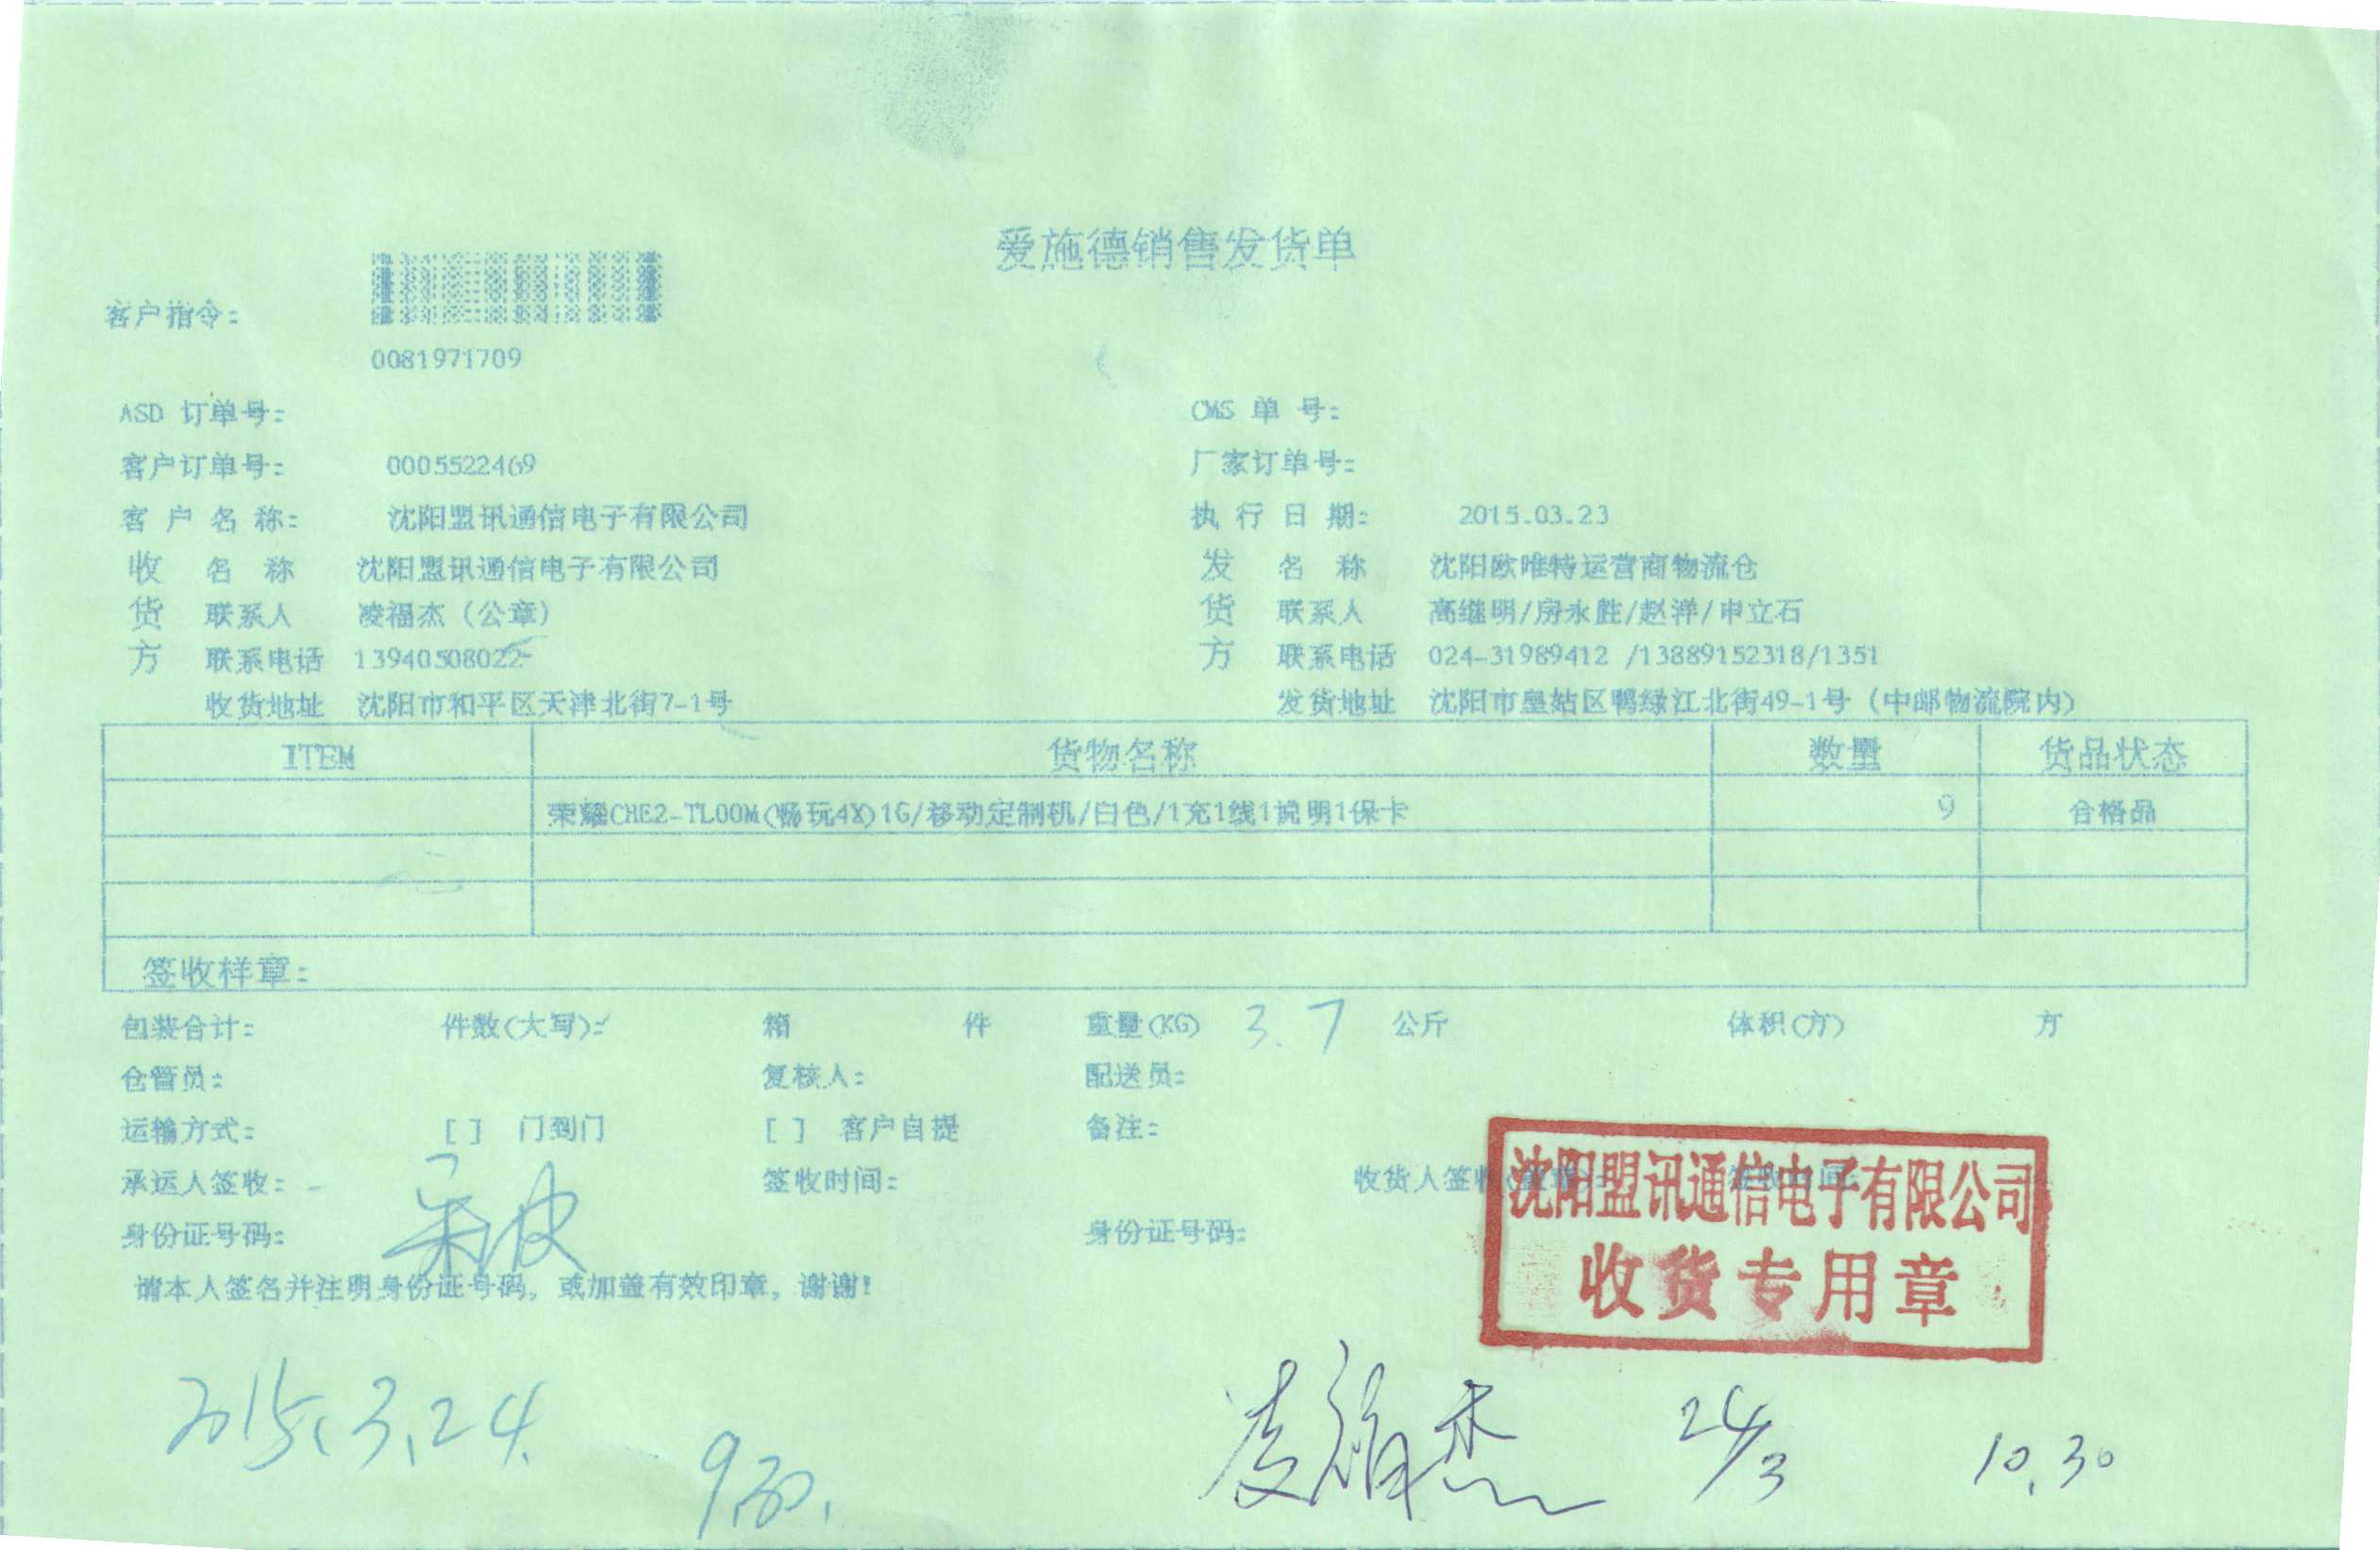 爱施德销售发货单
客户指令:
0081971709
ASD 订单号: OMS 单 号:
客户订单号: 0005522469 厂家订单号:
客 户 名 称: 沈阳盟讯通信电子有限公司 执 行 日 期: 2015.03.23
收 名 称 沈阳盟讯通信电子有限公司 发 名 称 沈阳欧唯特运营商物流仓
货 联系人 凌福杰（公章） 货 联系人 高继明/房永胜/赵洋/申立石
方 联系电话 13940508022 方 联系电话 024-31989412 /13889152318/1351
收货地址 沈阳市和平区天津北街7-1号 发货地址 沈阳市皇姑区鸭绿江北街49-1号（中邮物流院内）
ITEM 货物名称 数量 货品状态
荣耀CHE2-TL00M(畅玩4X)1G/移动定制机/白色/1充1线1说明1保卡 9 合格品
签收样章:
包装合计: 件数(大写): 箱 件 重量(KG) 3.7 公斤 体积(方) 方
仓管员: 复核人: 配送员:
运输方式: [ ] 门到门 [ ] 客户自提 备注:
承运人签收: 签收时间: 收货人签收
身份证号码: 身份证号码:
沈阳盟讯通信电子有限公司
收货专用章
请本人签名并注明身份证号码，或加盖有效印章，谢谢!
2015.3.24. 9.30. 凌福杰 24/3 10.30